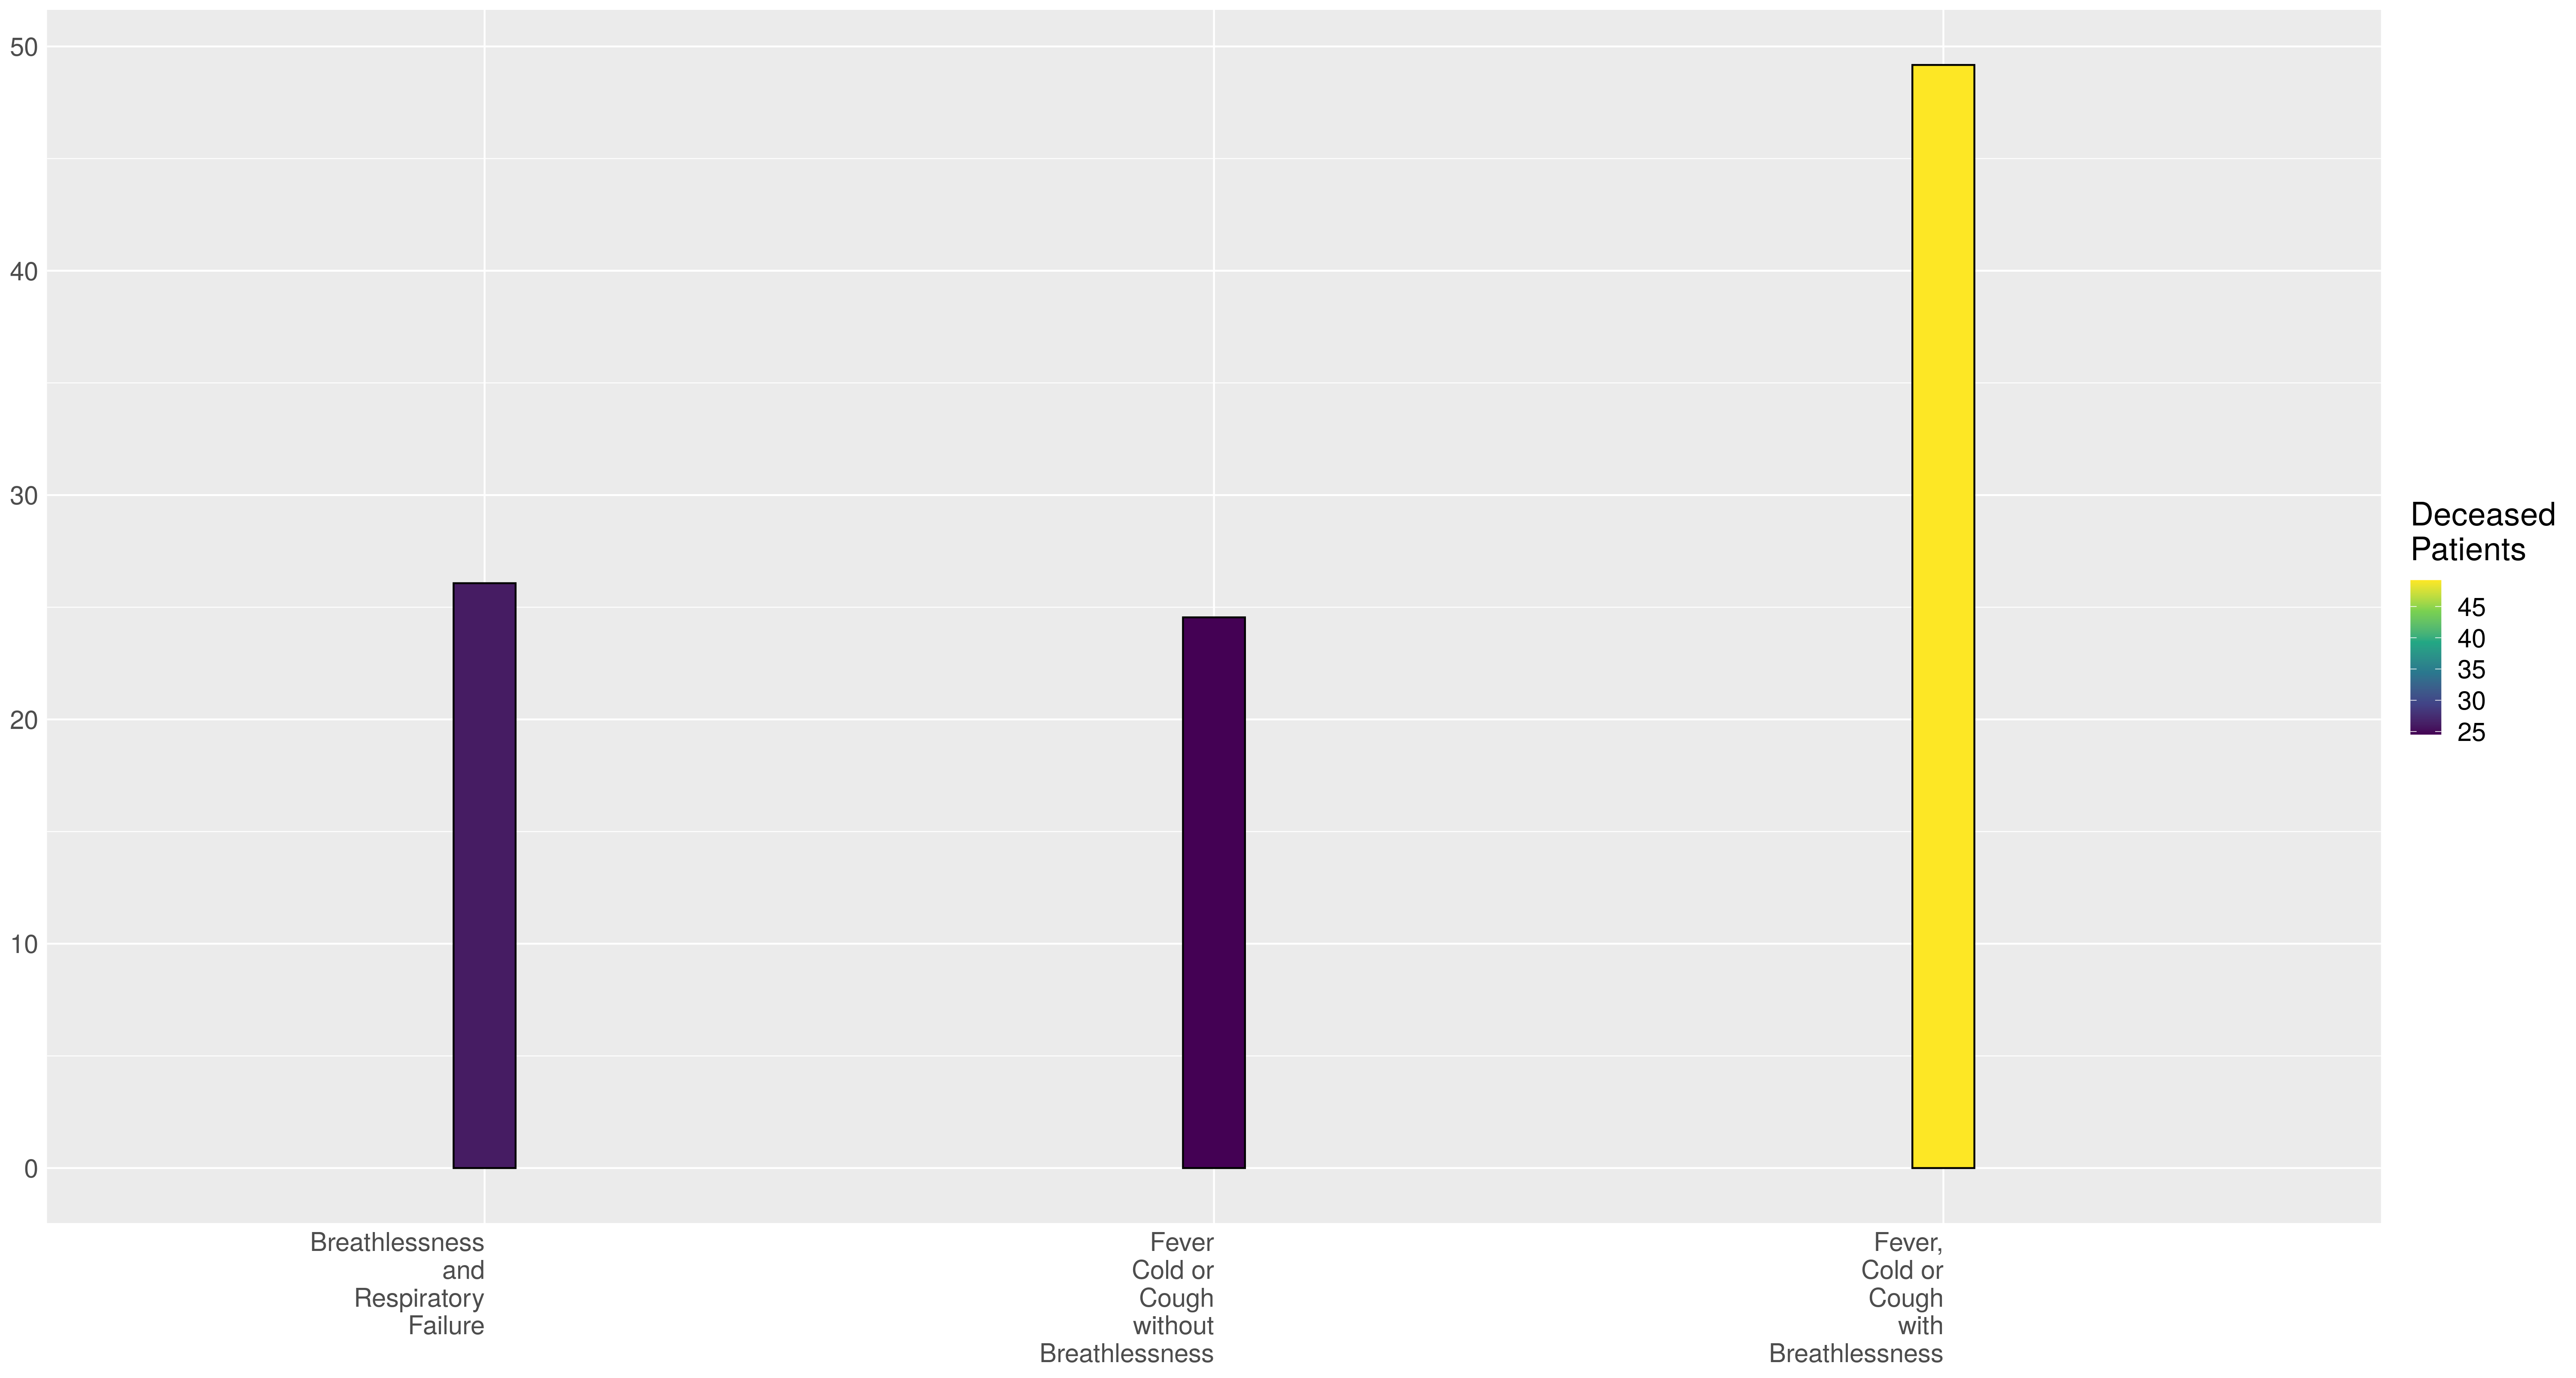 50
40
30
20
10
0
Breathlessness
and
Respiratory
Failure
Fever
Cold or
Cough
without
Breathlessness
Fever,
Cold or
Cough
with
Breathlessness
Deceased
Patients
45
40
35
30
25